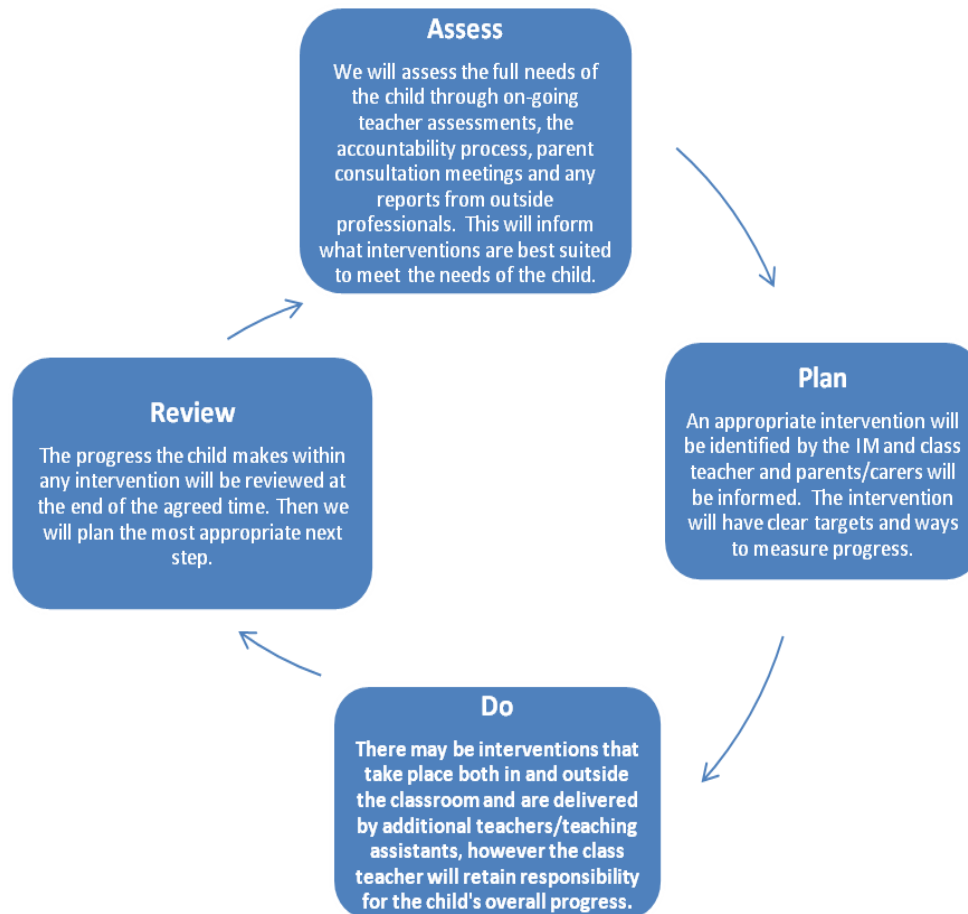 Assess
We will assess the full needs of
the child through on-going
teacher assessments, the
accountability process, parent
consultation meetings and any
reports from outside
professionals.  This will inform
what interventions are best suited
to meet the needs of the child.
Plan
An appropriate intervention will
be identified by the IM and class
teacher and parents/carers will
be informed.  The intervention
will have clear targets and ways
to measure progress.
Do
There may be interventions that
take place both in and outside
the classroom and are delivered
by additional teachers/teaching
assistants, however the class
teacher will retain responsibility
for the child's overall progress.
Review
The progress the child makes within
any intervention will be reviewed at
the end of the agreed time. Then we
will plan the most appropriate next
step.